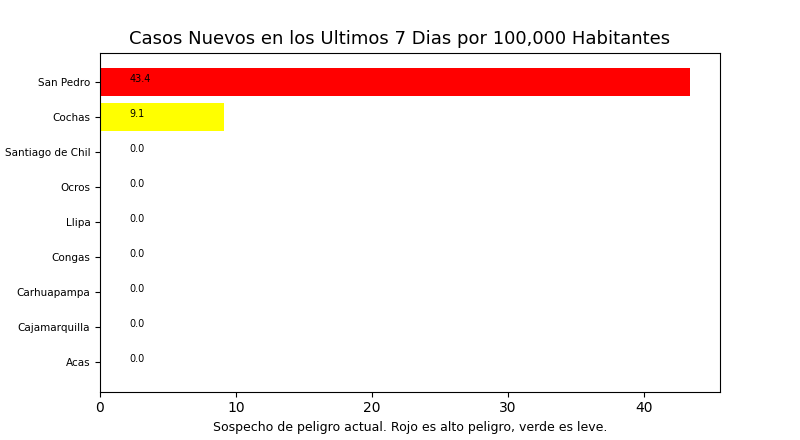 Casos Nuevos en los Ultimos 7 Dias por 100,000 Habitantes
San Pedro 43.4
Cochas 9.1
Santiago de Chil 0.0
Ocros 0.0
Llipa 0.0
Congas 0.0
Carhuapampa 0.0
Cajamarquilla 0.0
Acas 0.0
0 10 20 30 40
Sospecho de peligro actual. Rojo es alto peligro, verde es leve.